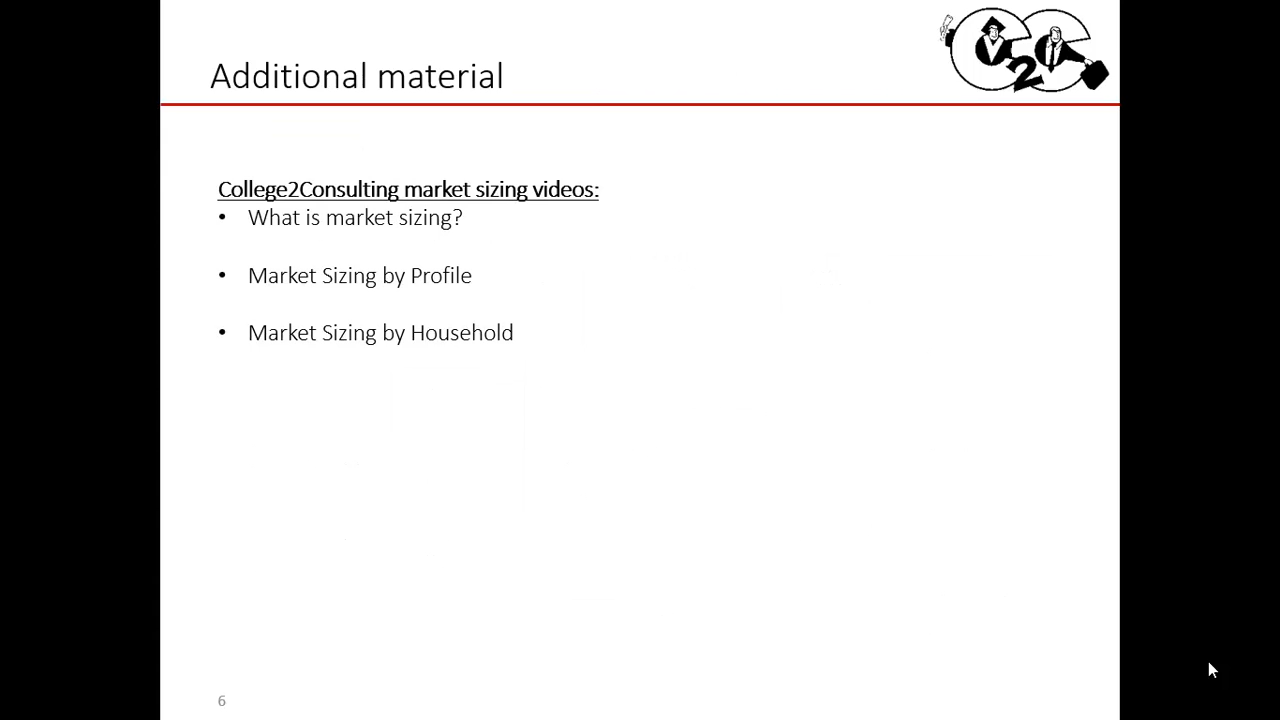 Additional material
C2C
College2Consulting market sizing videos:
• What is market sizing?
• Market Sizing by Profile
• Market Sizing by Household
6